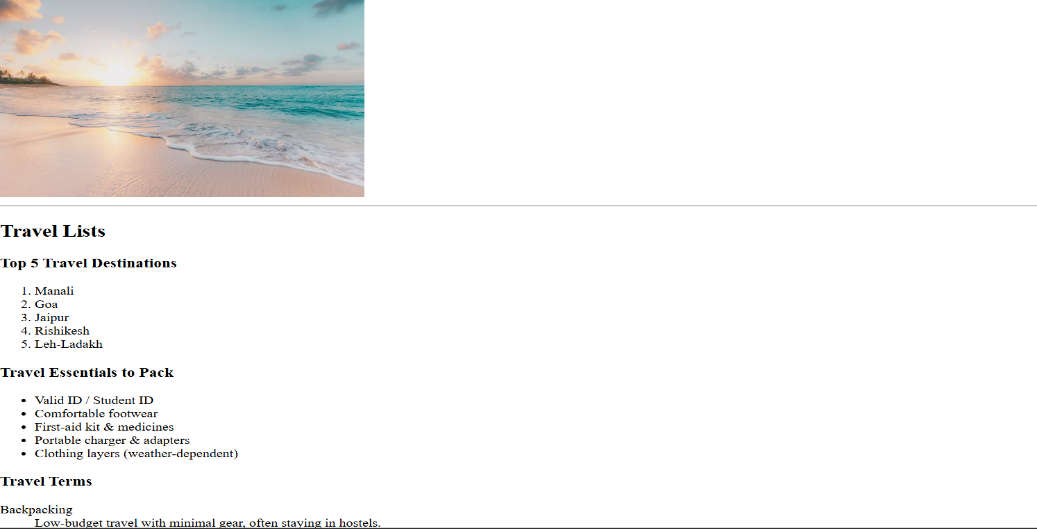 Travel Lists
Top 5 Travel Destinations
1. Manali
2. Goa
3. Jaipur
4. Rishikesh
5. Leh-Ladakh
Travel Essentials to Pack
• Valid ID / Student ID
• Comfortable footwear
• First-aid kit & medicines
• Portable charger & adapters
• Clothing layers (weather-dependent)
Travel Terms
Backpacking
Low-budget travel with minimal gear, often staying in hostels.